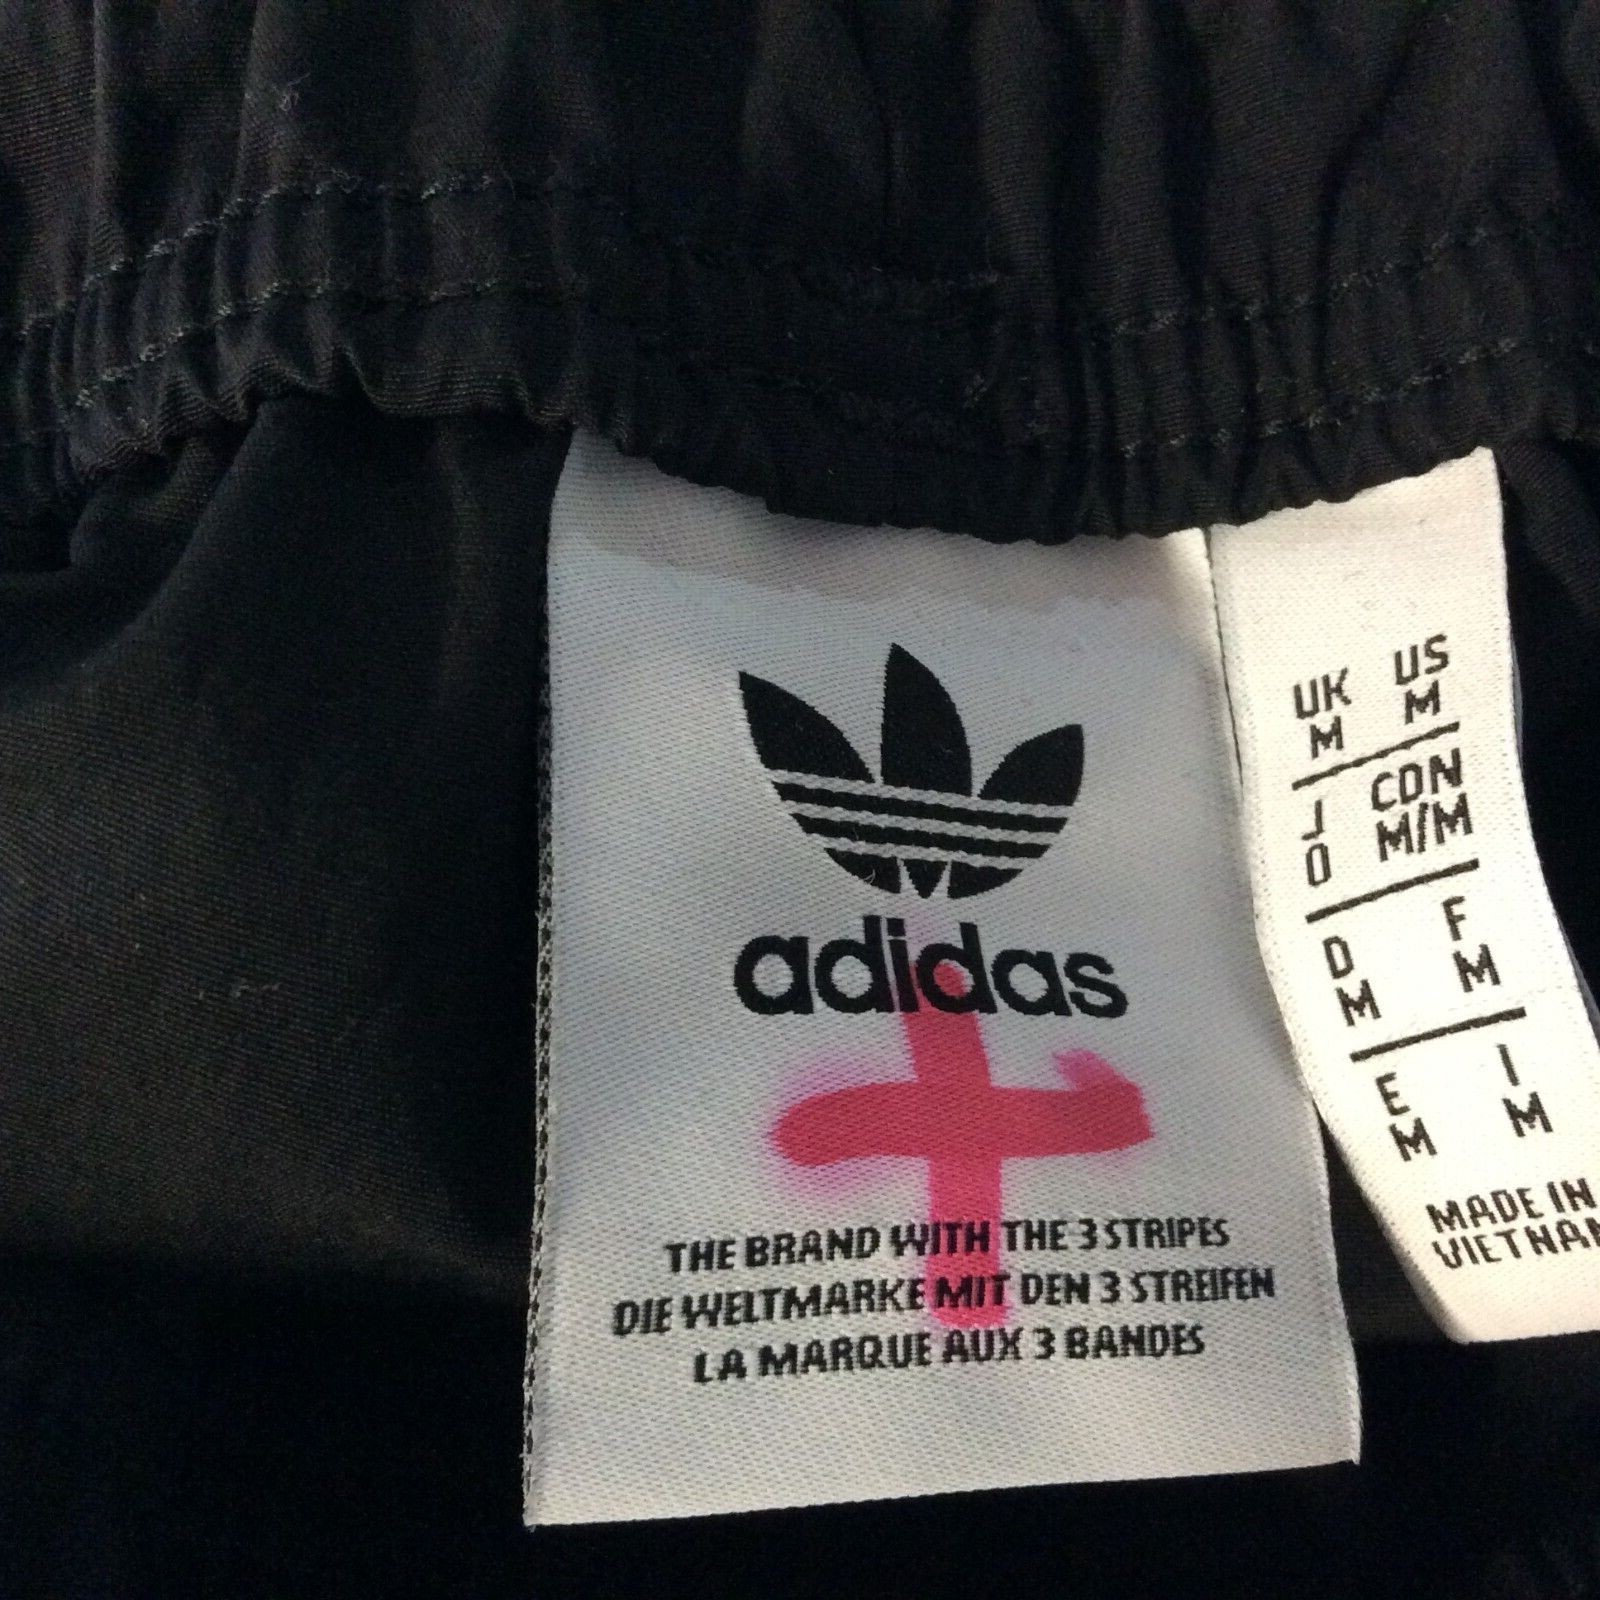 adidas
THE BRAND WITH THE 3 STRIPES
DIE WELTMARKE MIT DEN 3 STREIFEN
LA MARQUE AUX 3 BANDES
UK US
M M
J CDN
O M/M
D F
M M
E I
M M
MADE IN
VIETNAM